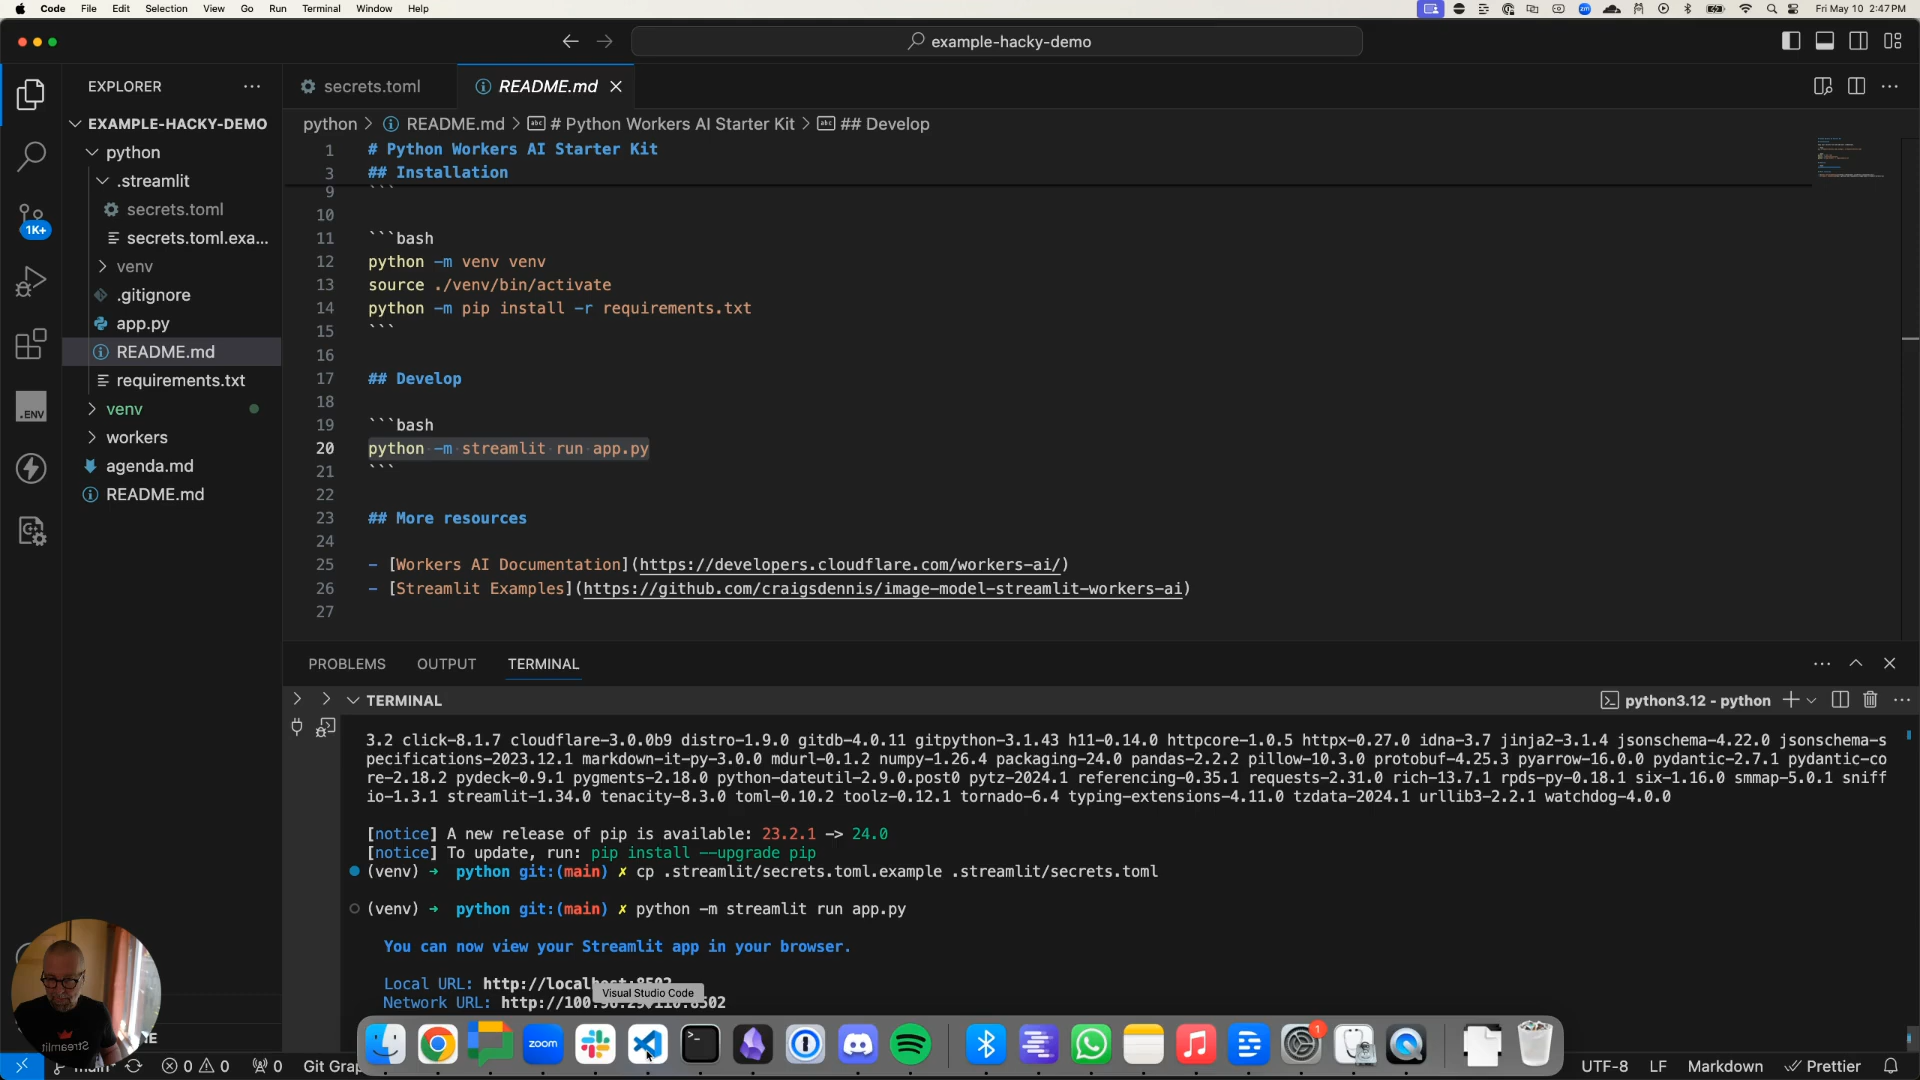 Code File Edit Selection View Go Run Terminal Window Help
Fri May 10 2:47 PM
example-hacky-demo
EXPLORER
EXAMPLE-HACKY-DEMO
python
.streamlit
secrets.toml
secrets.toml.exa...
venv
.gitignore
app.py
README.md
requirements.txt
venv
workers
agenda.md
README.md
1K+
.ENV
secrets.toml
README.md
python > README.md > # Python Workers AI Starter Kit > ## Develop
1 # Python Workers AI Starter Kit
3 ## Installation
9 ```
10
11 ```bash
12 python -m venv venv
13 source ./venv/bin/activate
14 python -m pip install -r requirements.txt
15 ```
16
17 ## Develop
18
19 ```bash
20 python -m streamlit run app.py
21 ```
22
23 ## More resources
24
25 - [Workers AI Documentation](https://developers.cloudflare.com/workers-ai/)
26 - [Streamlit Examples](https://github.com/craigsdennis/image-model-streamlit-workers-ai)
27
PROBLEMS OUTPUT TERMINAL
TERMINAL
python3.12 - python
3.2 click-8.1.7 cloudflare-3.0.0b9 distro-1.9.0 gitdb-4.0.11 gitpython-3.1.43 h11-0.14.0 httpcore-1.0.5 httpx-0.27.0 idna-3.7 jinja2-3.1.4 jsonschema-4.22.0 jsonschema-s
pecifications-2023.12.1 markdown-it-py-3.0.0 mdurl-0.1.2 numpy-1.26.4 packaging-24.0 pandas-2.2.2 pillow-10.3.0 protobuf-4.25.3 pyarrow-16.0.0 pydantic-2.7.1 pydantic-co
re-2.18.2 pydeck-0.9.1 pygments-2.18.0 python-dateutil-2.9.0.post0 pytz-2024.1 referencing-0.35.1 requests-2.31.0 rich-13.7.1 rpds-py-0.18.1 six-1.16.0 smmap-5.0.1 sniff
io-1.3.1 streamlit-1.34.0 tenacity-8.3.0 toml-0.10.2 toolz-0.12.1 tornado-6.4 typing-extensions-4.11.0 tzdata-2024.1 urllib3-2.2.1 watchdog-4.0.0
[notice] A new release of pip is available: 23.2.1 -> 24.0
[notice] To update, run: pip install --upgrade pip
(venv) → python git:(main) ✗ cp .streamlit/secrets.toml.example .streamlit/secrets.toml
(venv) → python git:(main) ✗ python -m streamlit run app.py
You can now view your Streamlit app in your browser.
Local URL:
Network URL:
Visual Studio Code
zoom
1
Streamlit
0 0 0 Git Gra
UTF-8 LF Markdown Prettier